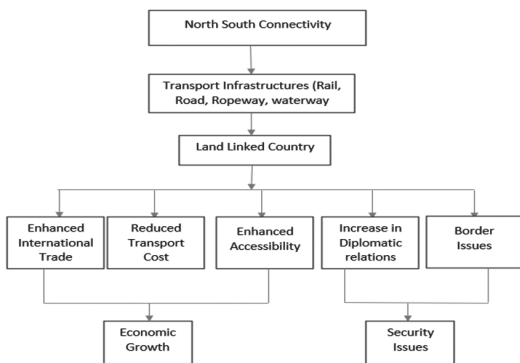 North South Connectivity
Transport Infrastructures (Rail,
Road, Ropeway, waterway
Land Linked Country
Enhanced
International
Trade
Reduced
Transport
Cost
Enhanced
Accessibility
Increase in
Diplomatic
relations
Border
Issues
Economic
Growth
Security
Issues